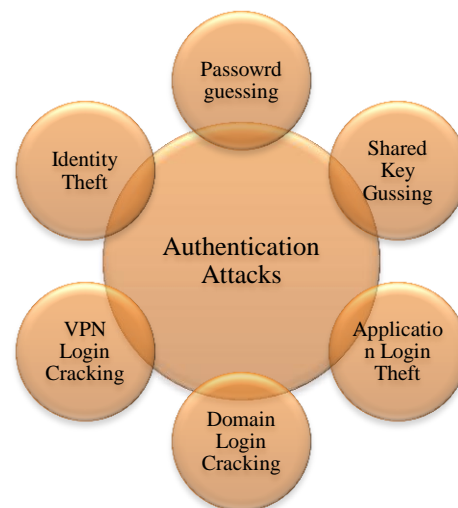 Passowrd
guessing
Shared
Key
Gussing
Applicatio
n Login
Theft
Domain
Login
Cracking
VPN
Login
Cracking
Identity
Theft
Authentication
Attacks